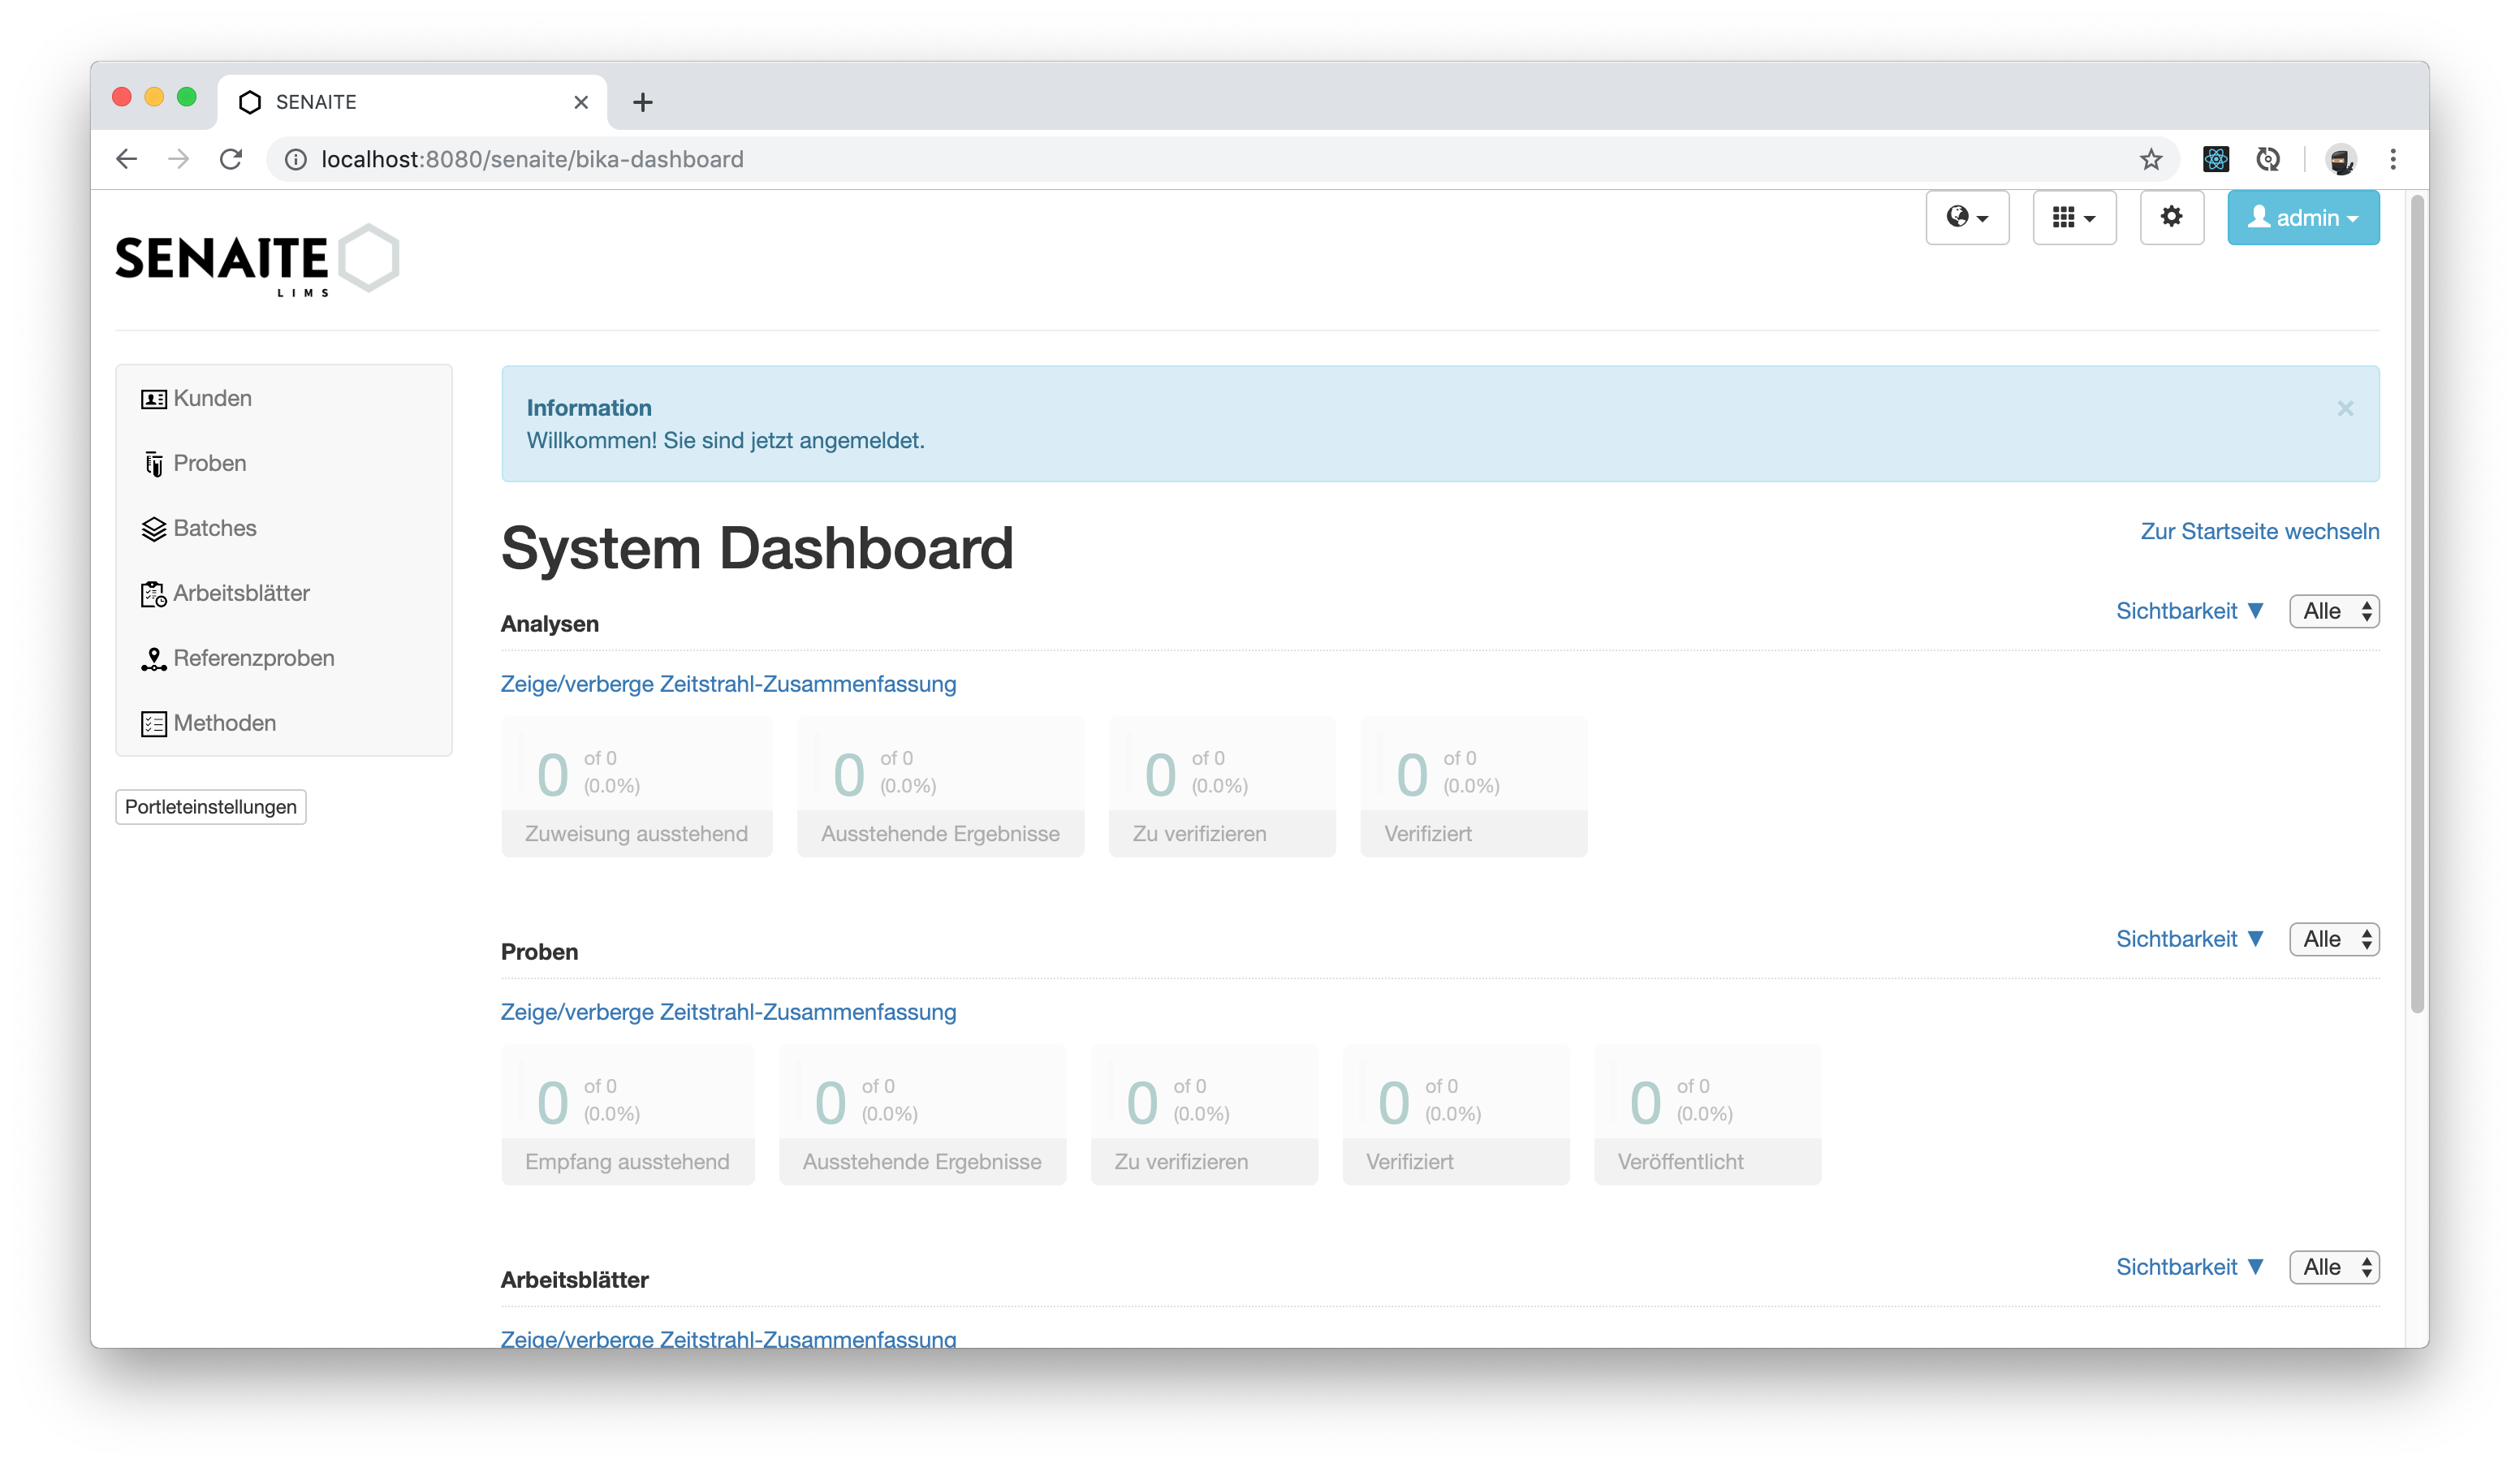 SENAITE
localhost:8080/senaite/bika-dashboard
admin
SENAITE
LIMS
Kunden
Proben
Batches
Arbeitsblätter
Referenzproben
Methoden
Portleteinstellungen
Information
Willkommen! Sie sind jetzt angemeldet.
System Dashboard
Zur Startseite wechseln
Analysen
Sichtbarkeit ▼ Alle
Zeige/verberge Zeitstrahl-Zusammenfassung
0 of 0 (0.0%)
Zuweisung ausstehend
0 of 0 (0.0%)
Ausstehende Ergebnisse
0 of 0 (0.0%)
Zu verifizieren
0 of 0 (0.0%)
Verifiziert
Proben
Sichtbarkeit ▼ Alle
Zeige/verberge Zeitstrahl-Zusammenfassung
0 of 0 (0.0%)
Empfang ausstehend
0 of 0 (0.0%)
Ausstehende Ergebnisse
0 of 0 (0.0%)
Zu verifizieren
0 of 0 (0.0%)
Verifiziert
0 of 0 (0.0%)
Veröffentlicht
Arbeitsblätter
Sichtbarkeit ▼ Alle
Zeige/verberge Zeitstrahl-Zusammenfassung